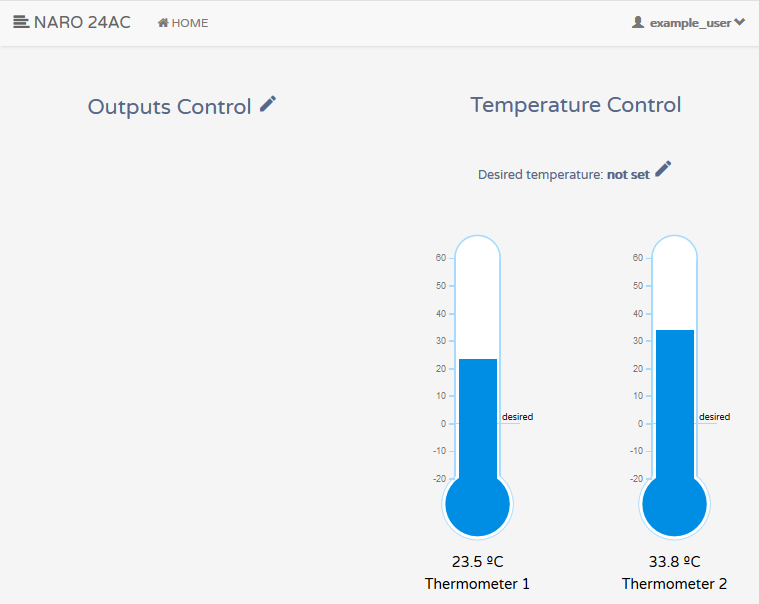 NARO 24AC
HOME
example_user
Outputs Control
Temperature Control
Desired temperature: not set
60
50
40
30
20
10
0
-10
-20
desired
23.5 ºC
Thermometer 1
60
50
40
30
20
10
0
-10
-20
desired
33.8 ºC
Thermometer 2